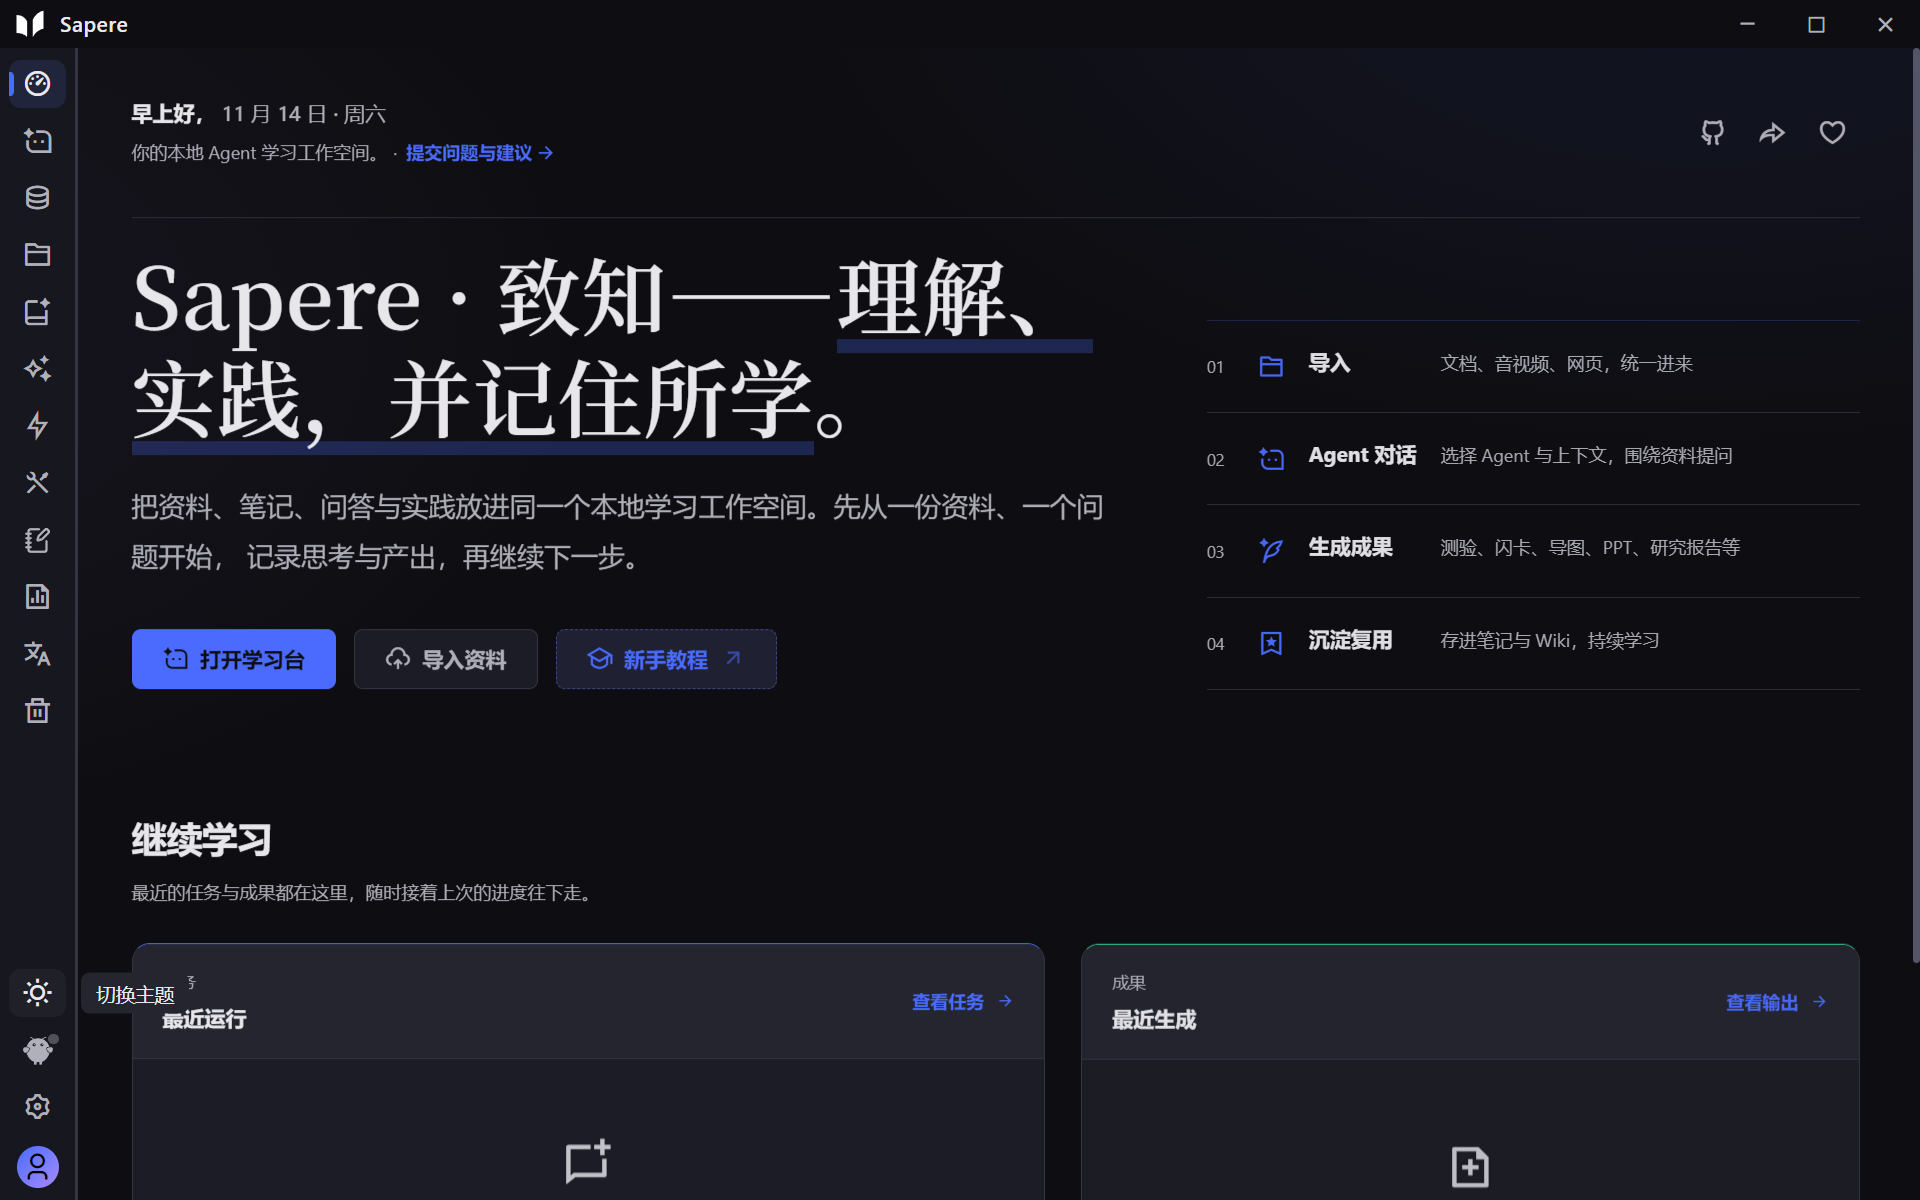 Sapere
早上好， 11 月 14 日 · 周六
你的本地 Agent 学习工作空间。 · 提交问题与建议 →
Sapere · 致知——理解、
实践，并记住所学。
把资料、笔记、问答与实践放进同一个本地学习工作空间。先从一份资料、一个问
题开始， 记录思考与产出，再继续下一步。
打开学习台
导入资料
新手教程
01 导入 文档、音视频、网页，统一进来
02 Agent 对话 选择 Agent 与上下文，围绕资料提问
03 生成成果 测验、闪卡、导图、PPT、研究报告等
04 沉淀复用 存进笔记与 Wiki，持续学习
继续学习
最近的任务与成果都在这里，随时接着上次的进度往下走。
切换主题
最近运行
查看任务 →
成果
最近生成
查看输出 →